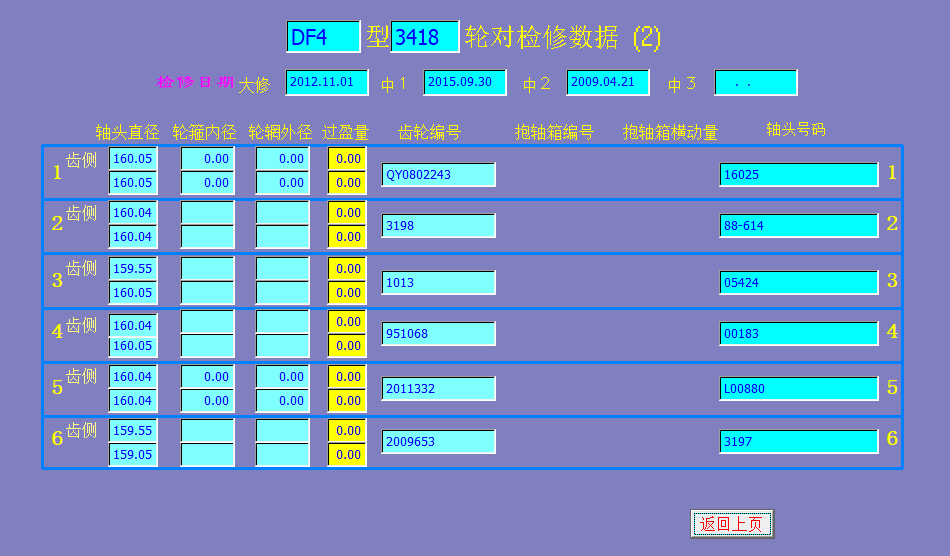 DF4 型 3418 轮对检修数据 (2)
检修日期 大修 2012.11.01 中1 2015.09.30 中2 2009.04.21 中3 . .
轴头直径 轮箍内径 轮辋外径 过盈量 齿轮编号 抱轴箱编号 抱轴箱横动量 轴头号码
1 齿侧 160.05 0.00 0.00 0.00 QY0802243 16025 1
160.05 0.00 0.00 0.00
2 齿侧 160.04 0.00 3198 88-614 2
160.04 0.00
3 齿侧 159.55 0.00 1013 05424 3
160.05 0.00
4 齿侧 160.04 0.00 951068 00183 4
160.05 0.00
5 齿侧 160.04 0.00 0.00 0.00 2011332 L00880 5
160.04 0.00 0.00 0.00
6 齿侧 159.55 0.00 2009653 3197 6
159.05 0.00
返回上页